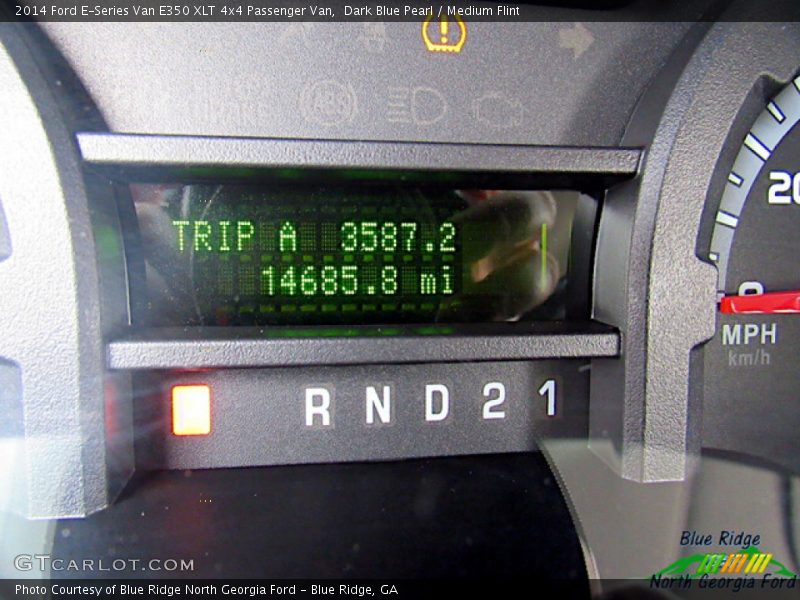 2014 Ford E-Series Van E350 XLT 4x4 Passenger Van,  Dark Blue Pearl / Medium Flint
ABS
TRIP A 3587.2
14685.8 mi
20
0
MPH
km/h
R N D 2 1
GTCARLOT.COM
Blue Ridge
North Georgia Ford
Photo Courtesy of Blue Ridge North Georgia Ford – Blue Ridge, GA